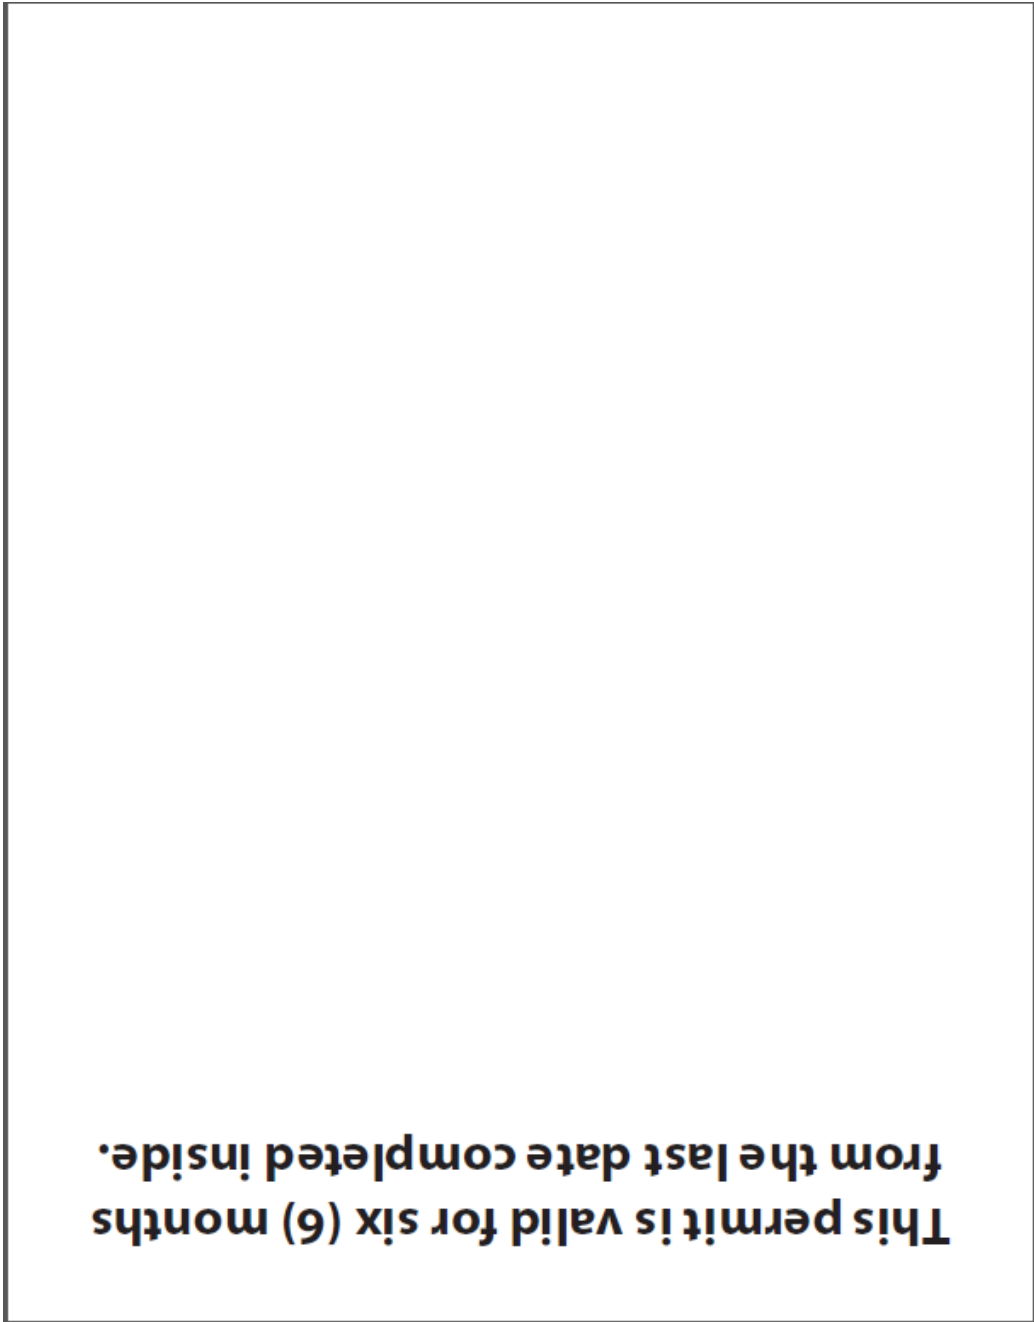 This permit is valid for six (6) months
from the last date completed inside.